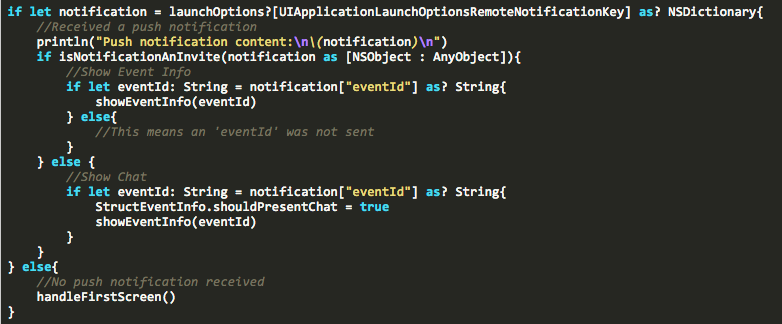 if let notification = launchOptions?[UIApplicationLaunchOptionsRemoteNotificationKey] as? NSDictionary{
    //Received a push notification
    println("Push notification content:\n\(notification)\n")
    if isNotificationAnInvite(notification as [NSObject : AnyObject]){
        //Show Event Info
        if let eventId: String = notification["eventId"] as? String{
            showEventInfo(eventId)
        } else{
            //This means an 'eventId' was not sent
        }
    } else {
        //Show Chat
        if let eventId: String = notification["eventId"] as? String{
            StructEventInfo.shouldPresentChat = true
            showEventInfo(eventId)
        }
    }
} else{
    //No push notification received
    handleFirstScreen()
}